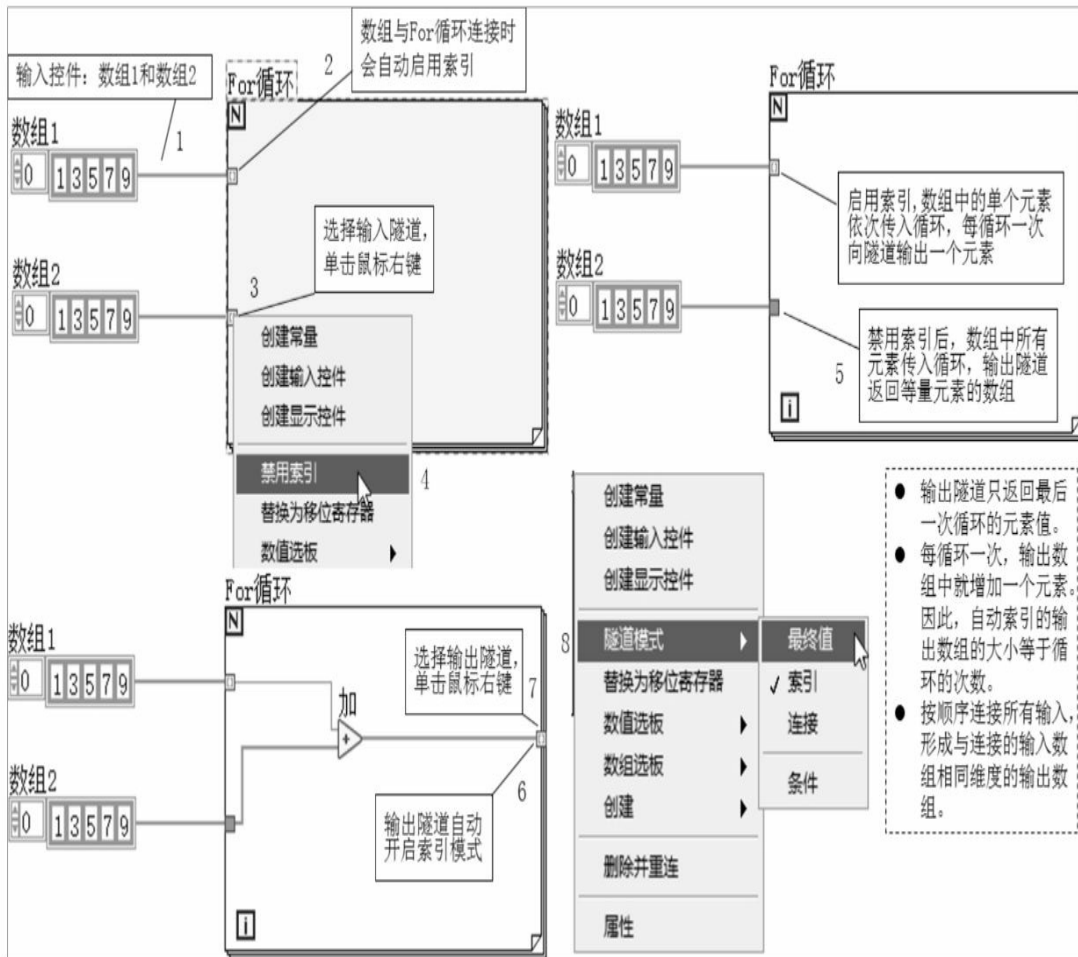 输入控件：数组1和数组2
1
2
数组与For循环连接时
会自动启用索引
For循环
N
数组1
0 1 3 5 7 9
数组2
0 1 3 5 7 9
3
选择输入隧道，
单击鼠标右键
创建常量
创建输入控件
创建显示控件
禁用索引
替换为移位寄存器
数值选板
4
For循环
N
数组1
0 1 3 5 7 9
数组2
0 1 3 5 7 9
启用索引,数组中的单个元素
依次传入循环，每循环一次
向隧道输出一个元素
5
禁用索引后，数组中所有
元素传入循环，输出隧道
返回等量元素的数组
i
For循环
N
数组1
0 1 3 5 7 9
数组2
0 1 3 5 7 9
加
+
选择输出隧道，
单击鼠标右键
7
6
输出隧道自动
开启索引模式
i
8
创建常量
创建输入控件
创建显示控件
隧道模式
替换为移位寄存器
数值选板
数组选板
创建
删除并重连
属性
最终值
✓ 索引
连接
条件
● 输出隧道只返回最后
一次循环的元素值。
● 每循环一次，输出数
组中就增加一个元素。
因此，自动索引的输
出数组的大小等于循
环的次数。
● 按顺序连接所有输入，
形成与连接的输入数
组相同维度的输出数
组。